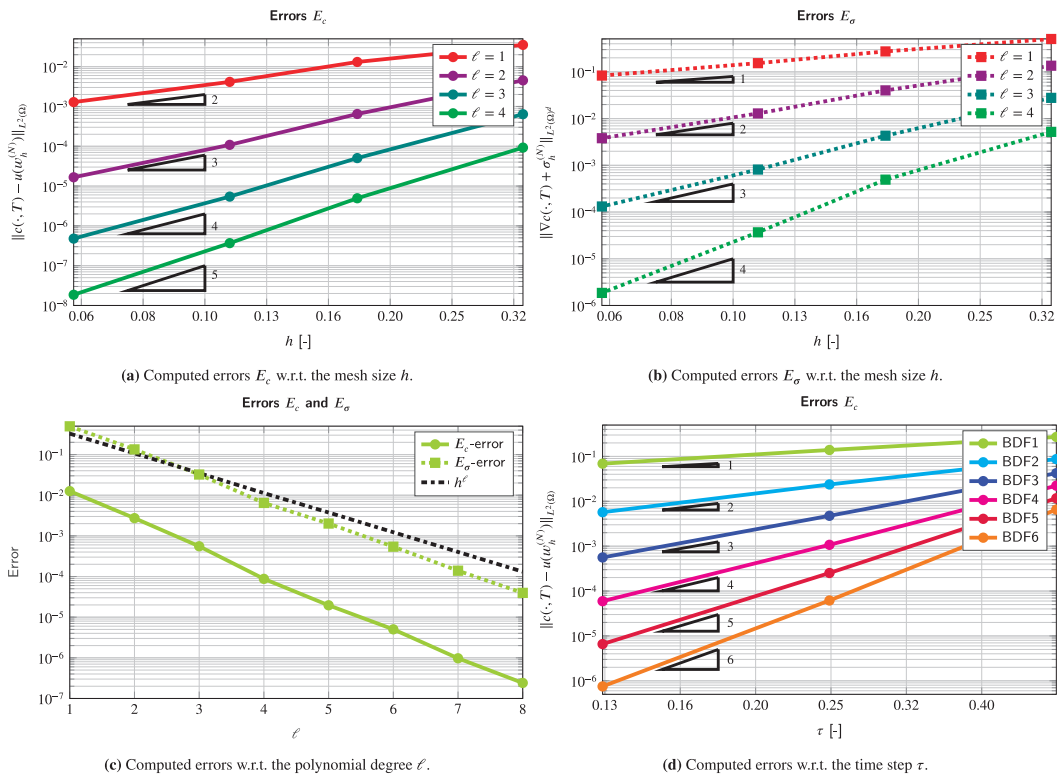 Errors E_c
‖c(·, T) − u(w_h^{(N)})‖_{L²(Ω)}
10^{−2}
10^{−3}
10^{−4}
10^{−5}
10^{−6}
10^{−7}
10^{−8}
ℓ = 1
ℓ = 2
ℓ = 3
ℓ = 4
2
3
4
5
0.06 0.08 0.10 0.13 0.17 0.20 0.25 0.32
h [-]
(a) Computed errors E_c w.r.t. the mesh size h.
Errors E_σ
‖∇c(·, T) + σ_h^{(N)}‖_{L²(Ω)^d}
10^{−1}
10^{−2}
10^{−3}
10^{−4}
10^{−5}
10^{−6}
ℓ = 1
ℓ = 2
ℓ = 3
ℓ = 4
1
2
3
4
0.06 0.08 0.10 0.13 0.17 0.20 0.25 0.32
h [-]
(b) Computed errors E_σ w.r.t. the mesh size h.
Errors E_c and E_σ
Error
10^{−1}
10^{−2}
10^{−3}
10^{−4}
10^{−5}
10^{−6}
10^{−7}
E_c-error
E_σ-error
h^ℓ
1 2 3 4 5 6 7 8
ℓ
(c) Computed errors w.r.t. the polynomial degree ℓ.
Errors E_c
‖c(·, T) − u(w_h^{(N)})‖_{L²(Ω)}
10^{−1}
10^{−2}
10^{−3}
10^{−4}
10^{−5}
10^{−6}
BDF1
BDF2
BDF3
BDF4
BDF5
BDF6
1
2
3
4
5
6
0.13 0.16 0.20 0.25 0.32 0.40
τ [-]
(d) Computed errors w.r.t. the time step τ.